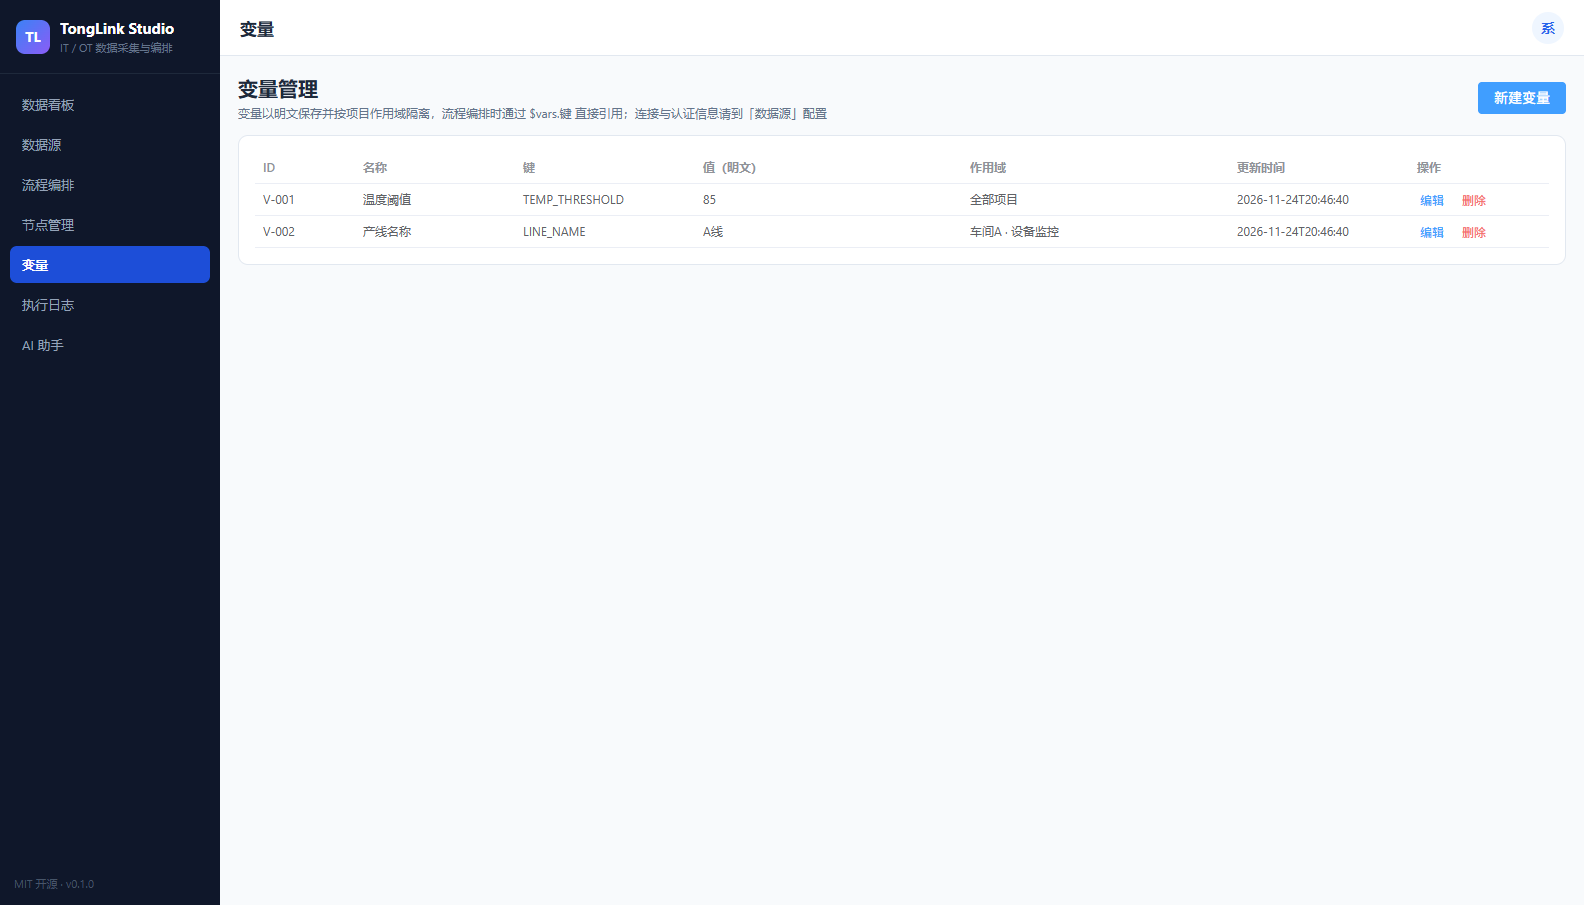 TL
TongLink Studio
IT / OT 数据采集与编排
数据看板
数据源
流程编排
节点管理
变量
执行日志
AI 助手
MIT 开源 · v0.1.0
变量
系
变量管理
变量以明文保存并按项目作用域隔离，流程编排时通过 $vars.键 直接引用；连接与认证信息请到「数据源」配置
新建变量
ID 名称 键 值（明文） 作用域 更新时间 操作
V-001 温度阈值 TEMP_THRESHOLD 85 全部项目 2026-11-24T20:46:40 编辑 删除
V-002 产线名称 LINE_NAME A线 车间A · 设备监控 2026-11-24T20:46:40 编辑 删除